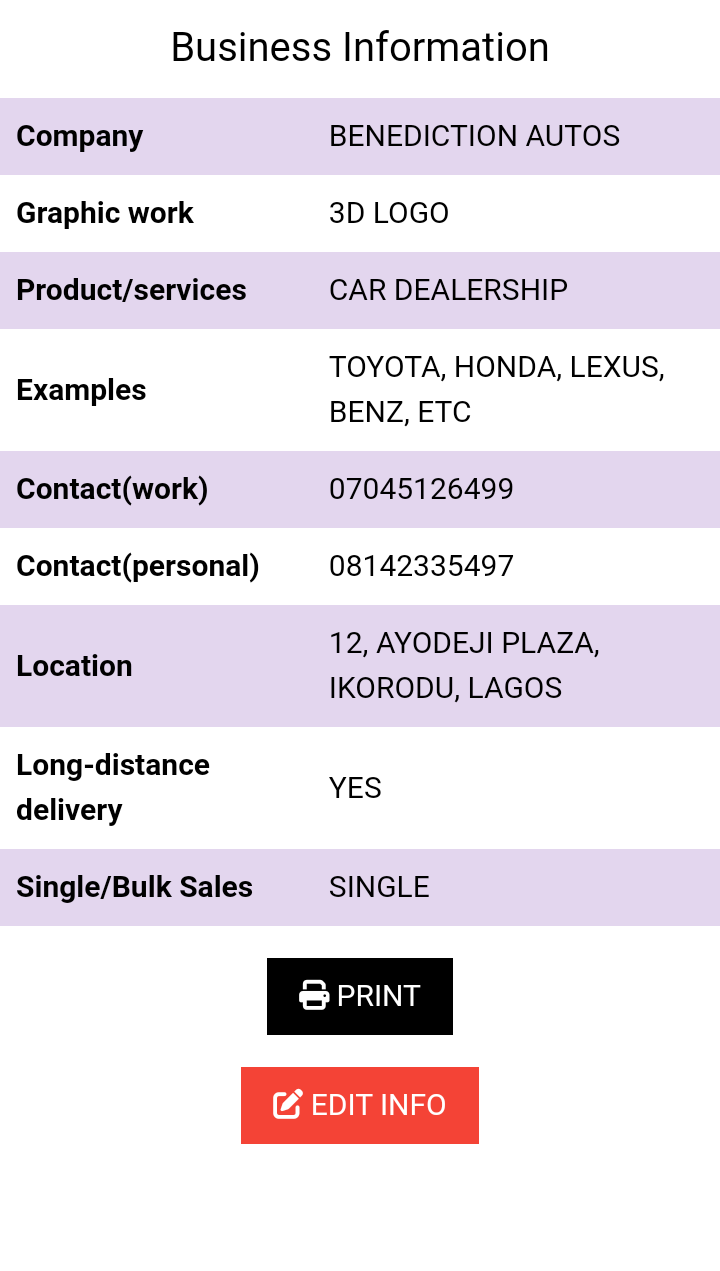 Business Information
Company BENEDICTION AUTOS
Graphic work 3D LOGO
Product/services CAR DEALERSHIP
Examples TOYOTA, HONDA, LEXUS,
BENZ, ETC
Contact(work) 07045126499
Contact(personal) 08142335497
Location 12, AYODEJI PLAZA,
IKORODU, LAGOS
Long-distance
delivery YES
Single/Bulk Sales SINGLE
PRINT
EDIT INFO